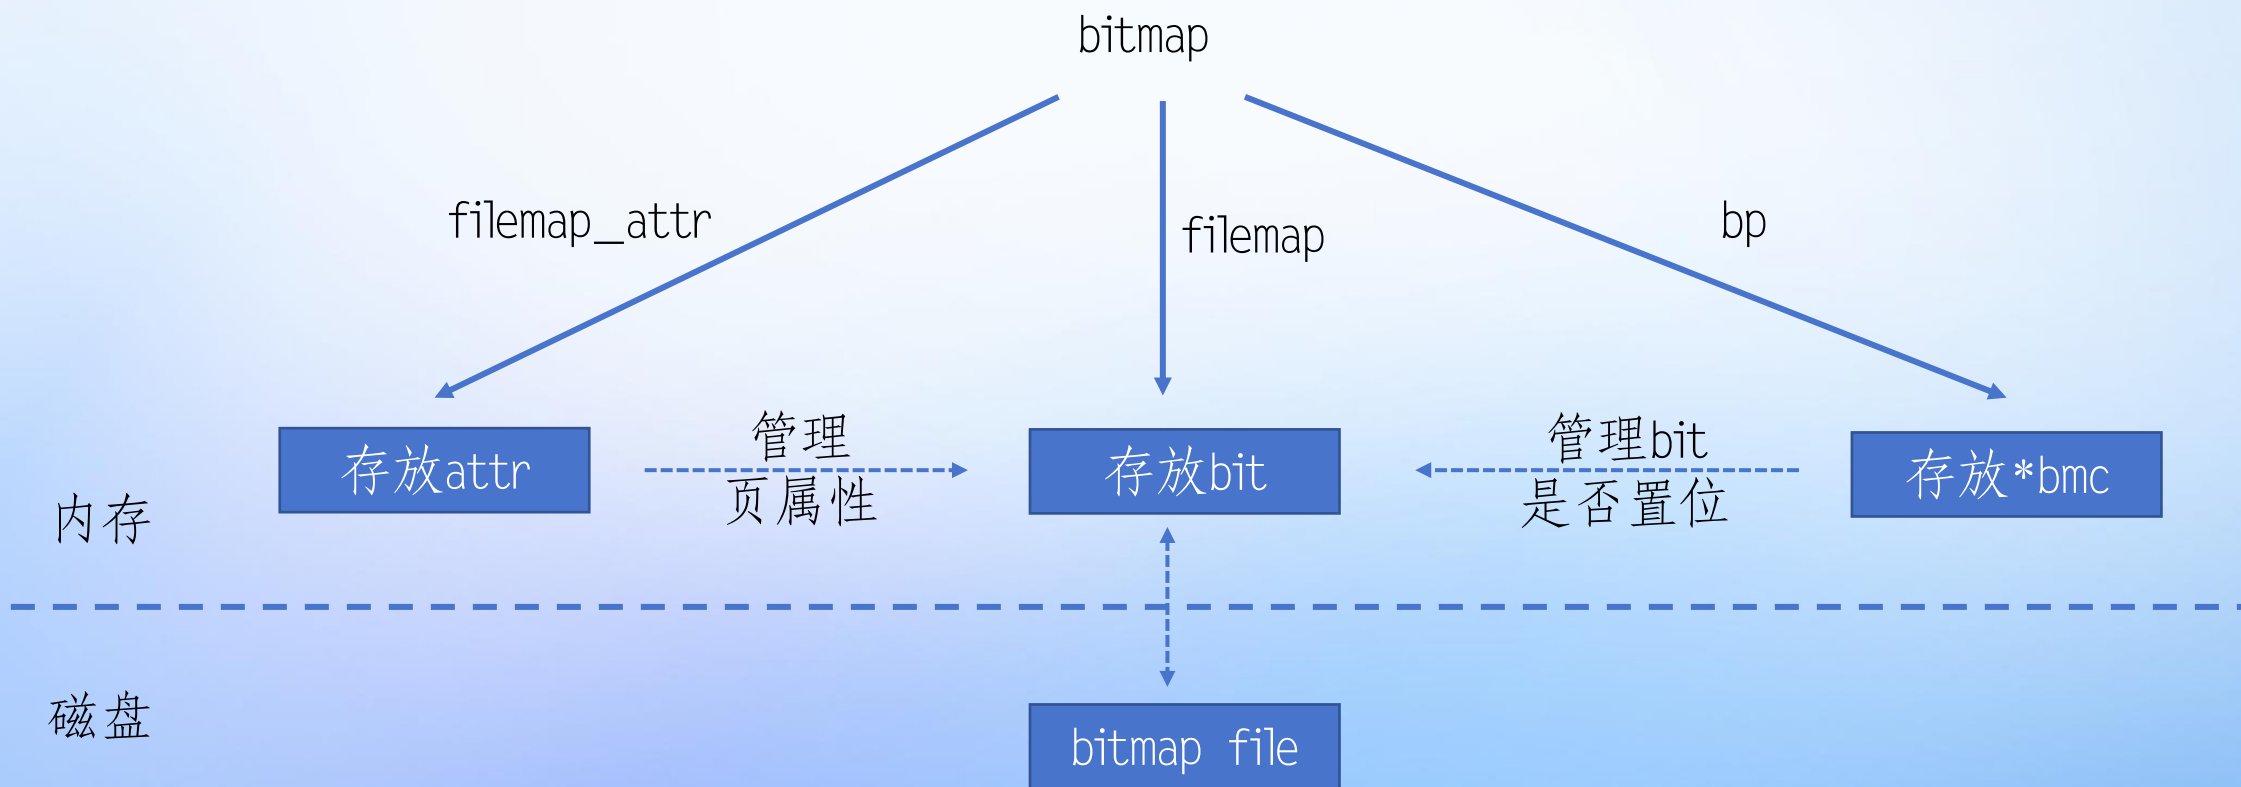 bitmap
filemap_attr
filemap
bp
存放attr
管理
页属性
存放bit
管理bit
是否置位
存放*bmc
内存
磁盘
bitmap file